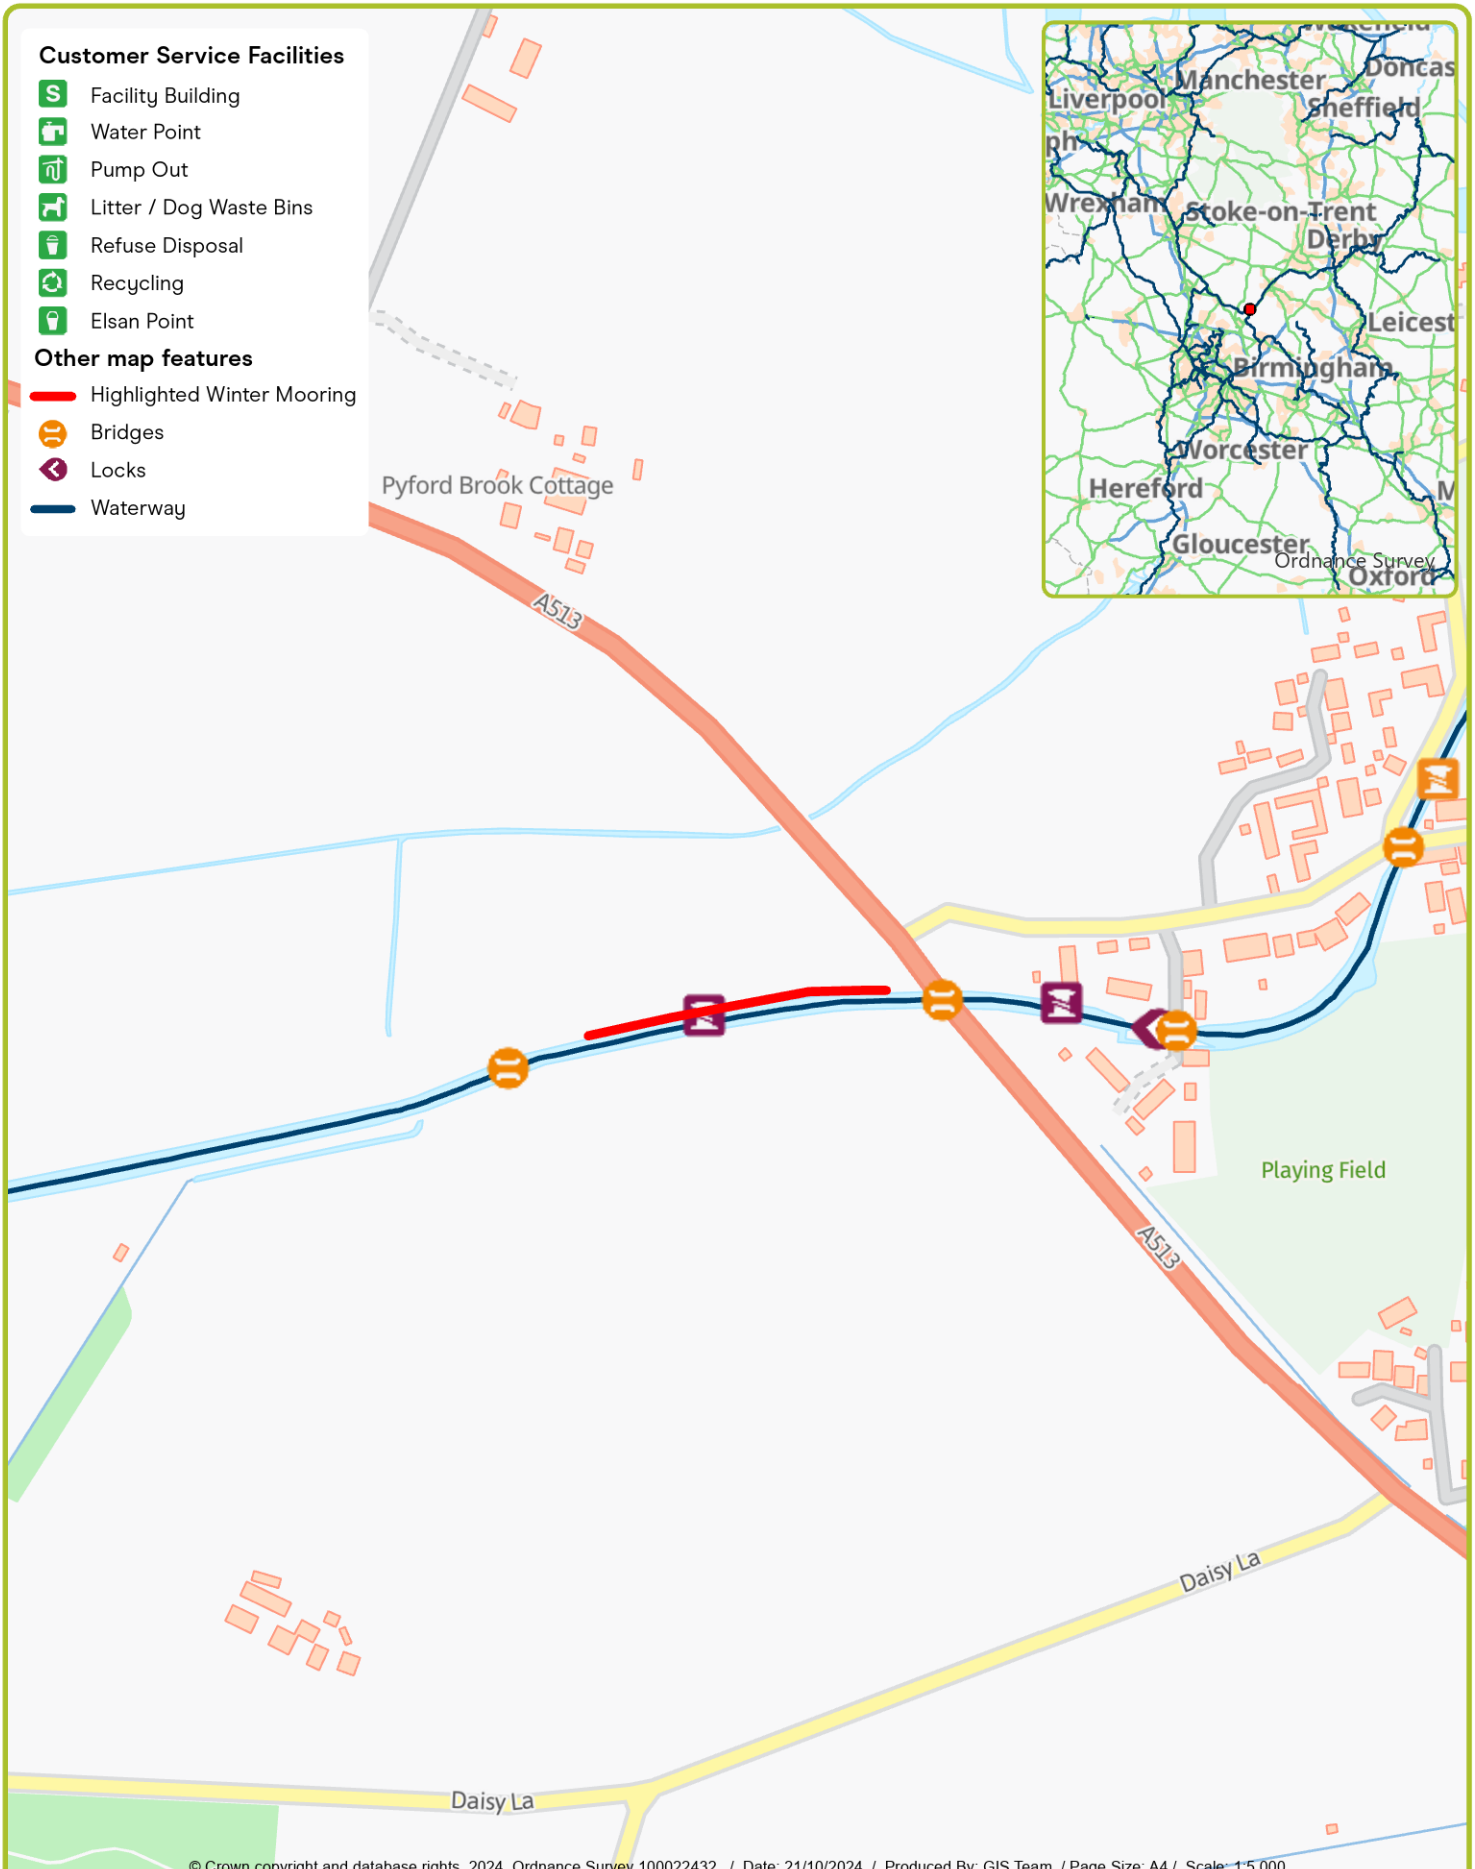 Customer Service Facilities
S Facility Building
Water Point
Pump Out
Litter / Dog Waste Bins
Refuse Disposal
Recycling
Elsan Point
Other map features
Highlighted Winter Mooring
Bridges
Locks
Waterway
Wakefield
Doncas
Manchester
Liverpool
Sheffield
ph
Wrexham
Stoke-on-Trent
Derby
Leicest
Birmingham
Worcester
Hereford
M
Gloucester
Ordnance Survey
Oxford
Pyford Brook Cottage
A513
Playing Field
A513
Daisy La
Daisy La
© Crown copyright and database rights, 2024, Ordnance Survey 100022432. / Date: 21/10/2024 / Produced By: GIS Team / Page Size: A4 / Scale: 1:5,000